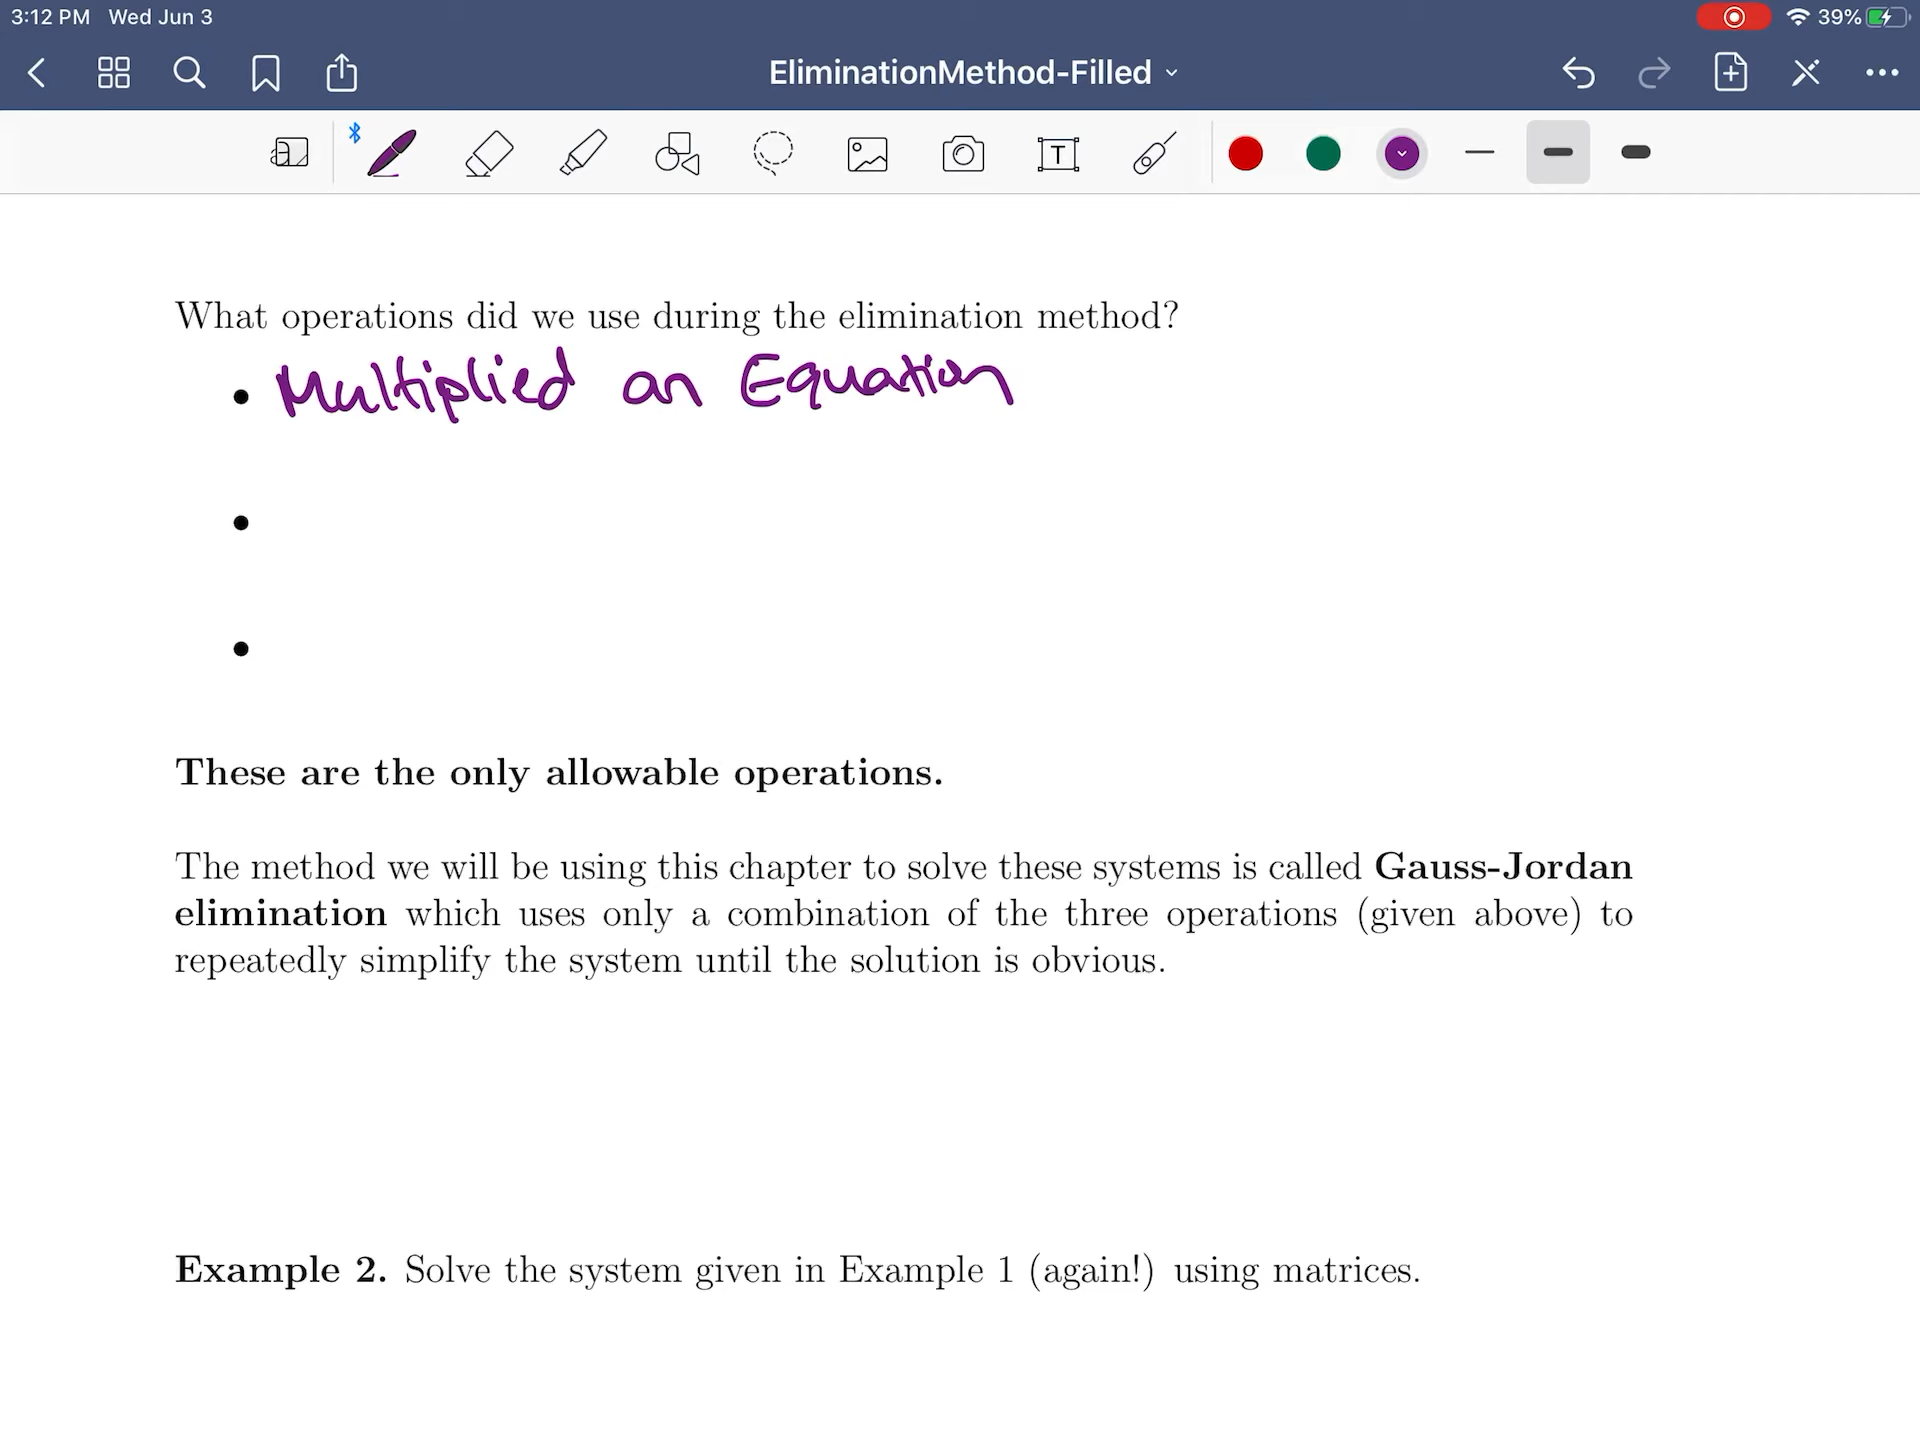 3:12 PM Wed Jun 3
39%
EliminationMethod-Filled
a
T
What operations did we use during the elimination method?
• Multiplied an Equation
•
•
These are the only allowable operations.
The method we will be using this chapter to solve these systems is called Gauss-Jordan
elimination which uses only a combination of the three operations (given above) to
repeatedly simplify the system until the solution is obvious.
Example 2. Solve the system given in Example 1 (again!) using matrices.